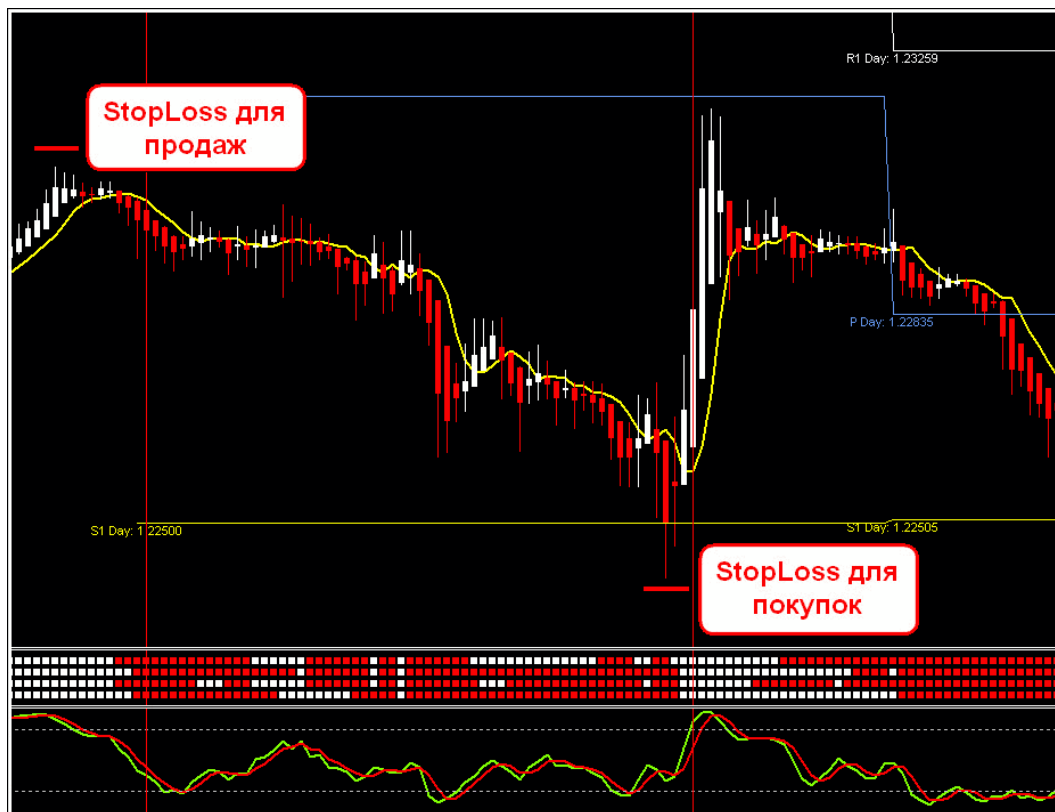 R1 Day: 1.23259
StopLoss для
продаж
P Day: 1.22835
S1 Day: 1.22500
S1 Day: 1.22505
StopLoss для
покупок